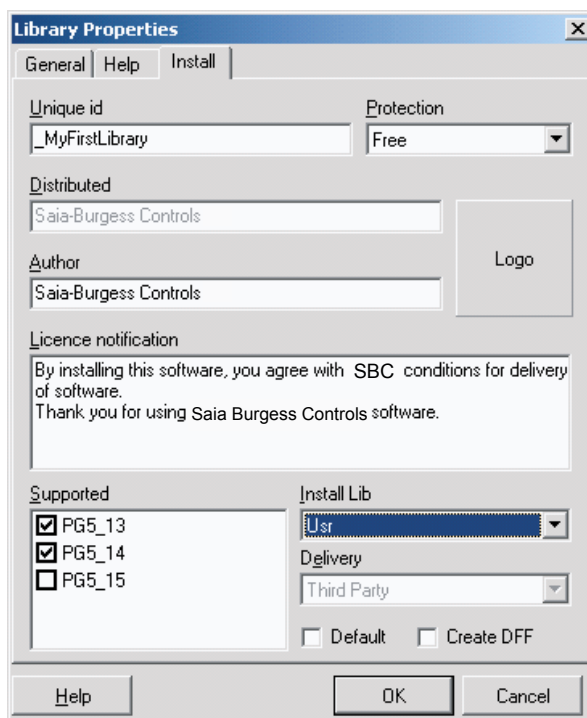 Library Properties
General Help Install
Unique id Protection
_MyFirstLibrary Free
Distributed
Saia-Burgess Controls
Logo
Author
Saia-Burgess Controls
Licence notification
By installing this software, you agree with SBC conditions for delivery
of software.
Thank you for using Saia Burgess Controls software.
Supported Install Lib
PG5_13 Usr
PG5_14 Delivery
PG5_15 Third Party
Default Create DFF
Help OK Cancel